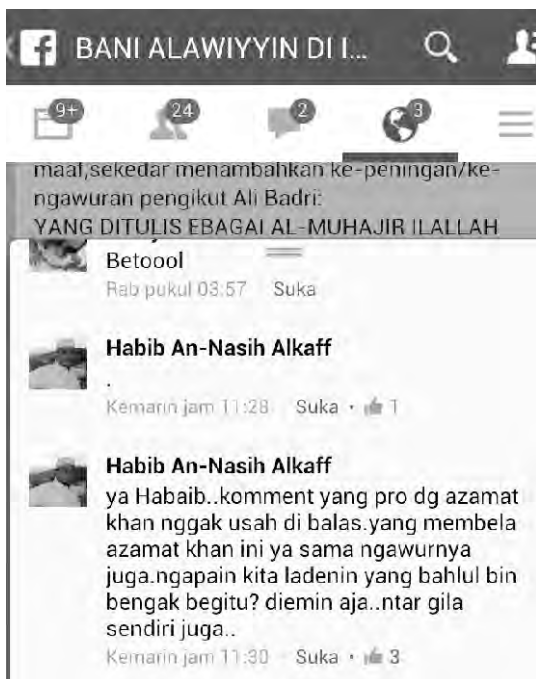 BANI ALAWIYYIN DI I...
9+ 24 2 3
maaf,sekedar menambahkan ke-peningan/ke-
ngawuran pengikut Ali Badri:
YANG DITULIS EBAGAI AL-MUHAJIR ILALLAH
Betoool
Rab pukul 03:57 Suka
Habib An-Nasih Alkaff
.
Kemarin jam 11:28 Suka • 1
Habib An-Nasih Alkaff
ya Habaib..komment yang pro dg azamat
khan nggak usah di balas.yang membela
azamat khan ini ya sama ngawurnya
juga.ngapain kita ladenin yang bahlul bin
bengak begitu? diemin aja..ntar gila
sendiri juga..
Kemarin jam 11:30 Suka • 3